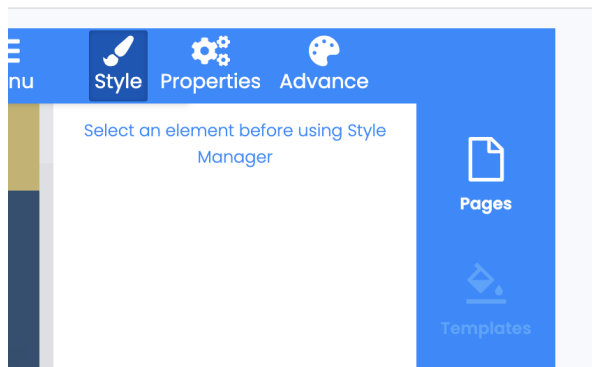 nu
Style
Properties
Advance
Select an element before using Style
Manager
Pages
Templates